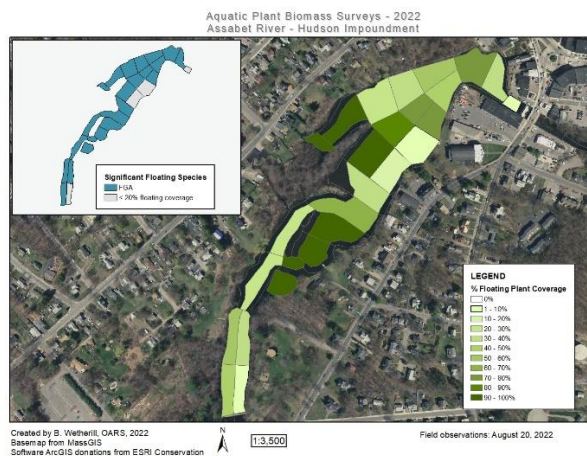 Aquatic Plant Biomass Surveys - 2022
Assabet River - Hudson Impoundment
Significant Floating Species
FGA
< 20% floating coverage
LEGEND
% Floating Plant Coverage
0%
1 - 10%
10 - 20%
20 - 30%
30 - 40%
40 - 50%
50 - 60%
60 - 70%
70 - 80%
80 - 90%
90 - 100%
Created by B. Wetherill, OARS, 2022
Basemap from MassGIS
Software ArcGIS donations from ESRI Conservation
N
1:3,500
Field observations: August 20, 2022